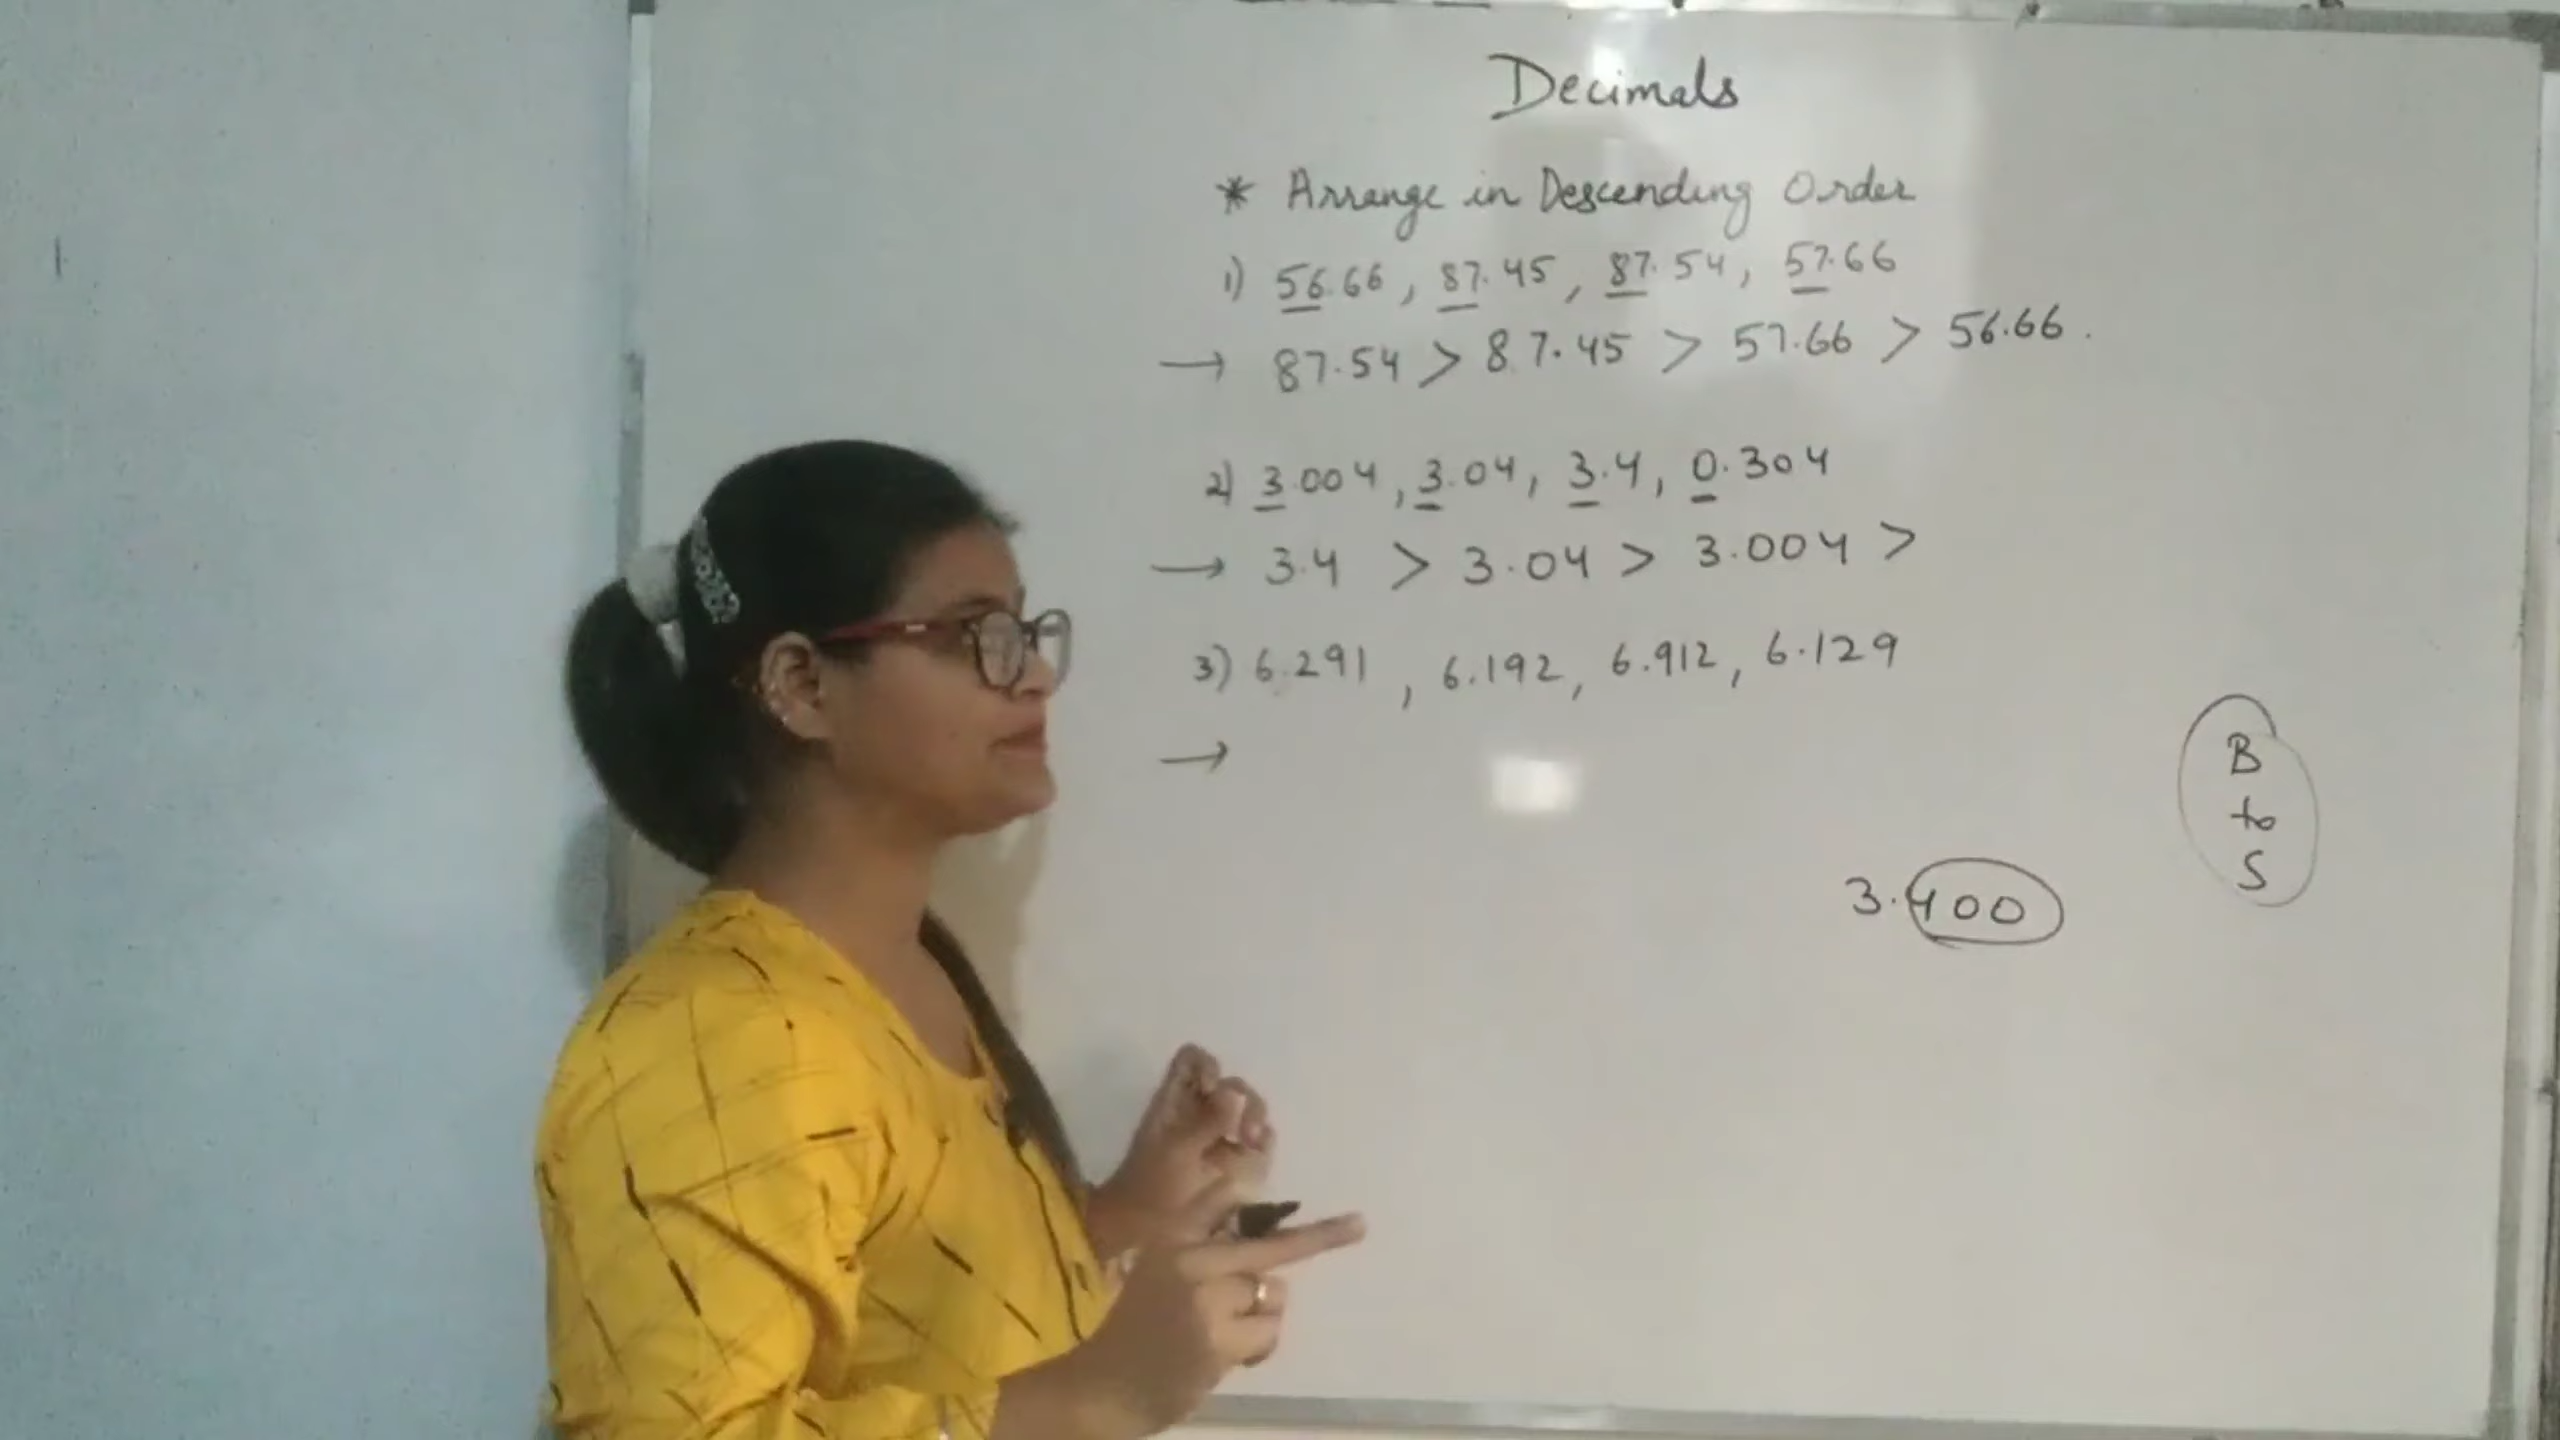 Decimals
* Arrange in Descending Order
1) 56.66, 87.45, 87.54, 57.66
→ 87.54 > 87.45 > 57.66 > 56.66.
2) 3.004, 3.04, 3.4, 0.304
→ 3.4 > 3.04 > 3.004 >
3) 6.291, 6.192, 6.912, 6.129
→
B
to
S
3.400